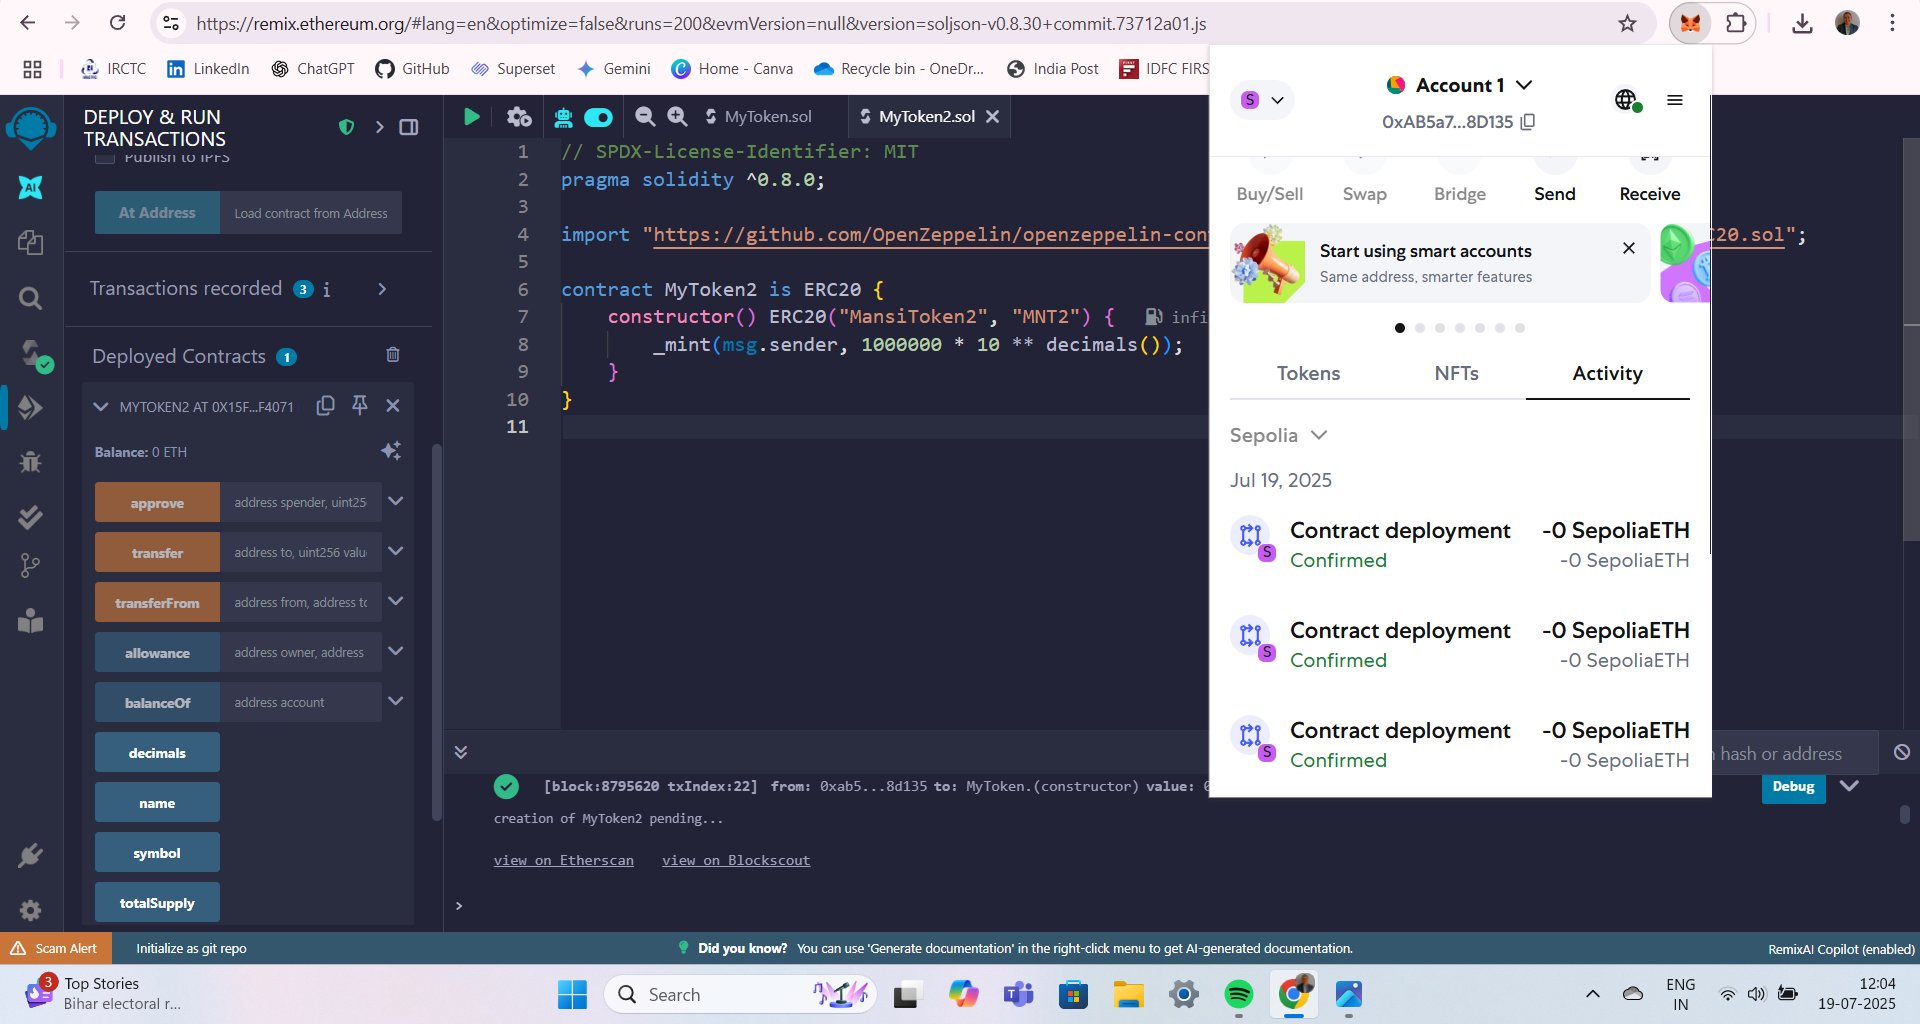 https://remix.ethereum.org/#lang=en&optimize=false&runs=200&evmVersion=null&version=soljson-v0.8.30+commit.73712a01.js
IRCTC
LinkedIn
ChatGPT
GitHub
Superset
Gemini
Home - Canva
Recycle bin - OneDr...
India Post
IDFC FIRS
DEPLOY & RUN
TRANSACTIONS
Publish to IPFS
At Address
Load contract from Address
Transactions recorded 3 i
Deployed Contracts 1
MYTOKEN2 AT 0X15F...F4071
Balance: 0 ETH
approve
address spender, uint25
transfer
address to, uint256 valu
transferFrom
address from, address to
allowance
address owner, address
balanceOf
address account
decimals
name
symbol
totalSupply
AI
MyToken.sol
MyToken2.sol
1 // SPDX-License-Identifier: MIT
2 pragma solidity ^0.8.0;
3
4 import "https://github.com/OpenZeppelin/openzeppelin-con
C20.sol";
5
6 contract MyToken2 is ERC20 {
7 constructor() ERC20("MansiToken2", "MNT2") { infi
8 _mint(msg.sender, 1000000 * 10 ** decimals());
9 }
10 }
11
[block:8795620 txIndex:22] from: 0xab5...8d135 to: MyToken.(constructor) value: 0
creation of MyToken2 pending...
view on Etherscan
view on Blockscout
>
hash or address
Debug
S
Account 1
0xAB5a7...8D135
Buy/Sell
Swap
Bridge
Send
Receive
Start using smart accounts
Same address, smarter features
Tokens
NFTs
Activity
Sepolia
Jul 19, 2025
Contract deployment
-0 SepoliaETH
S
Confirmed
-0 SepoliaETH
Contract deployment
-0 SepoliaETH
S
Confirmed
-0 SepoliaETH
Contract deployment
-0 SepoliaETH
S
Confirmed
-0 SepoliaETH
Scam Alert
Initialize as git repo
Did you know? You can use 'Generate documentation' in the right-click menu to get AI-generated documentation.
RemixAI Copilot (enabled)
3
Top Stories
Bihar electoral r...
Search
ENG
IN
12:04
19-07-2025